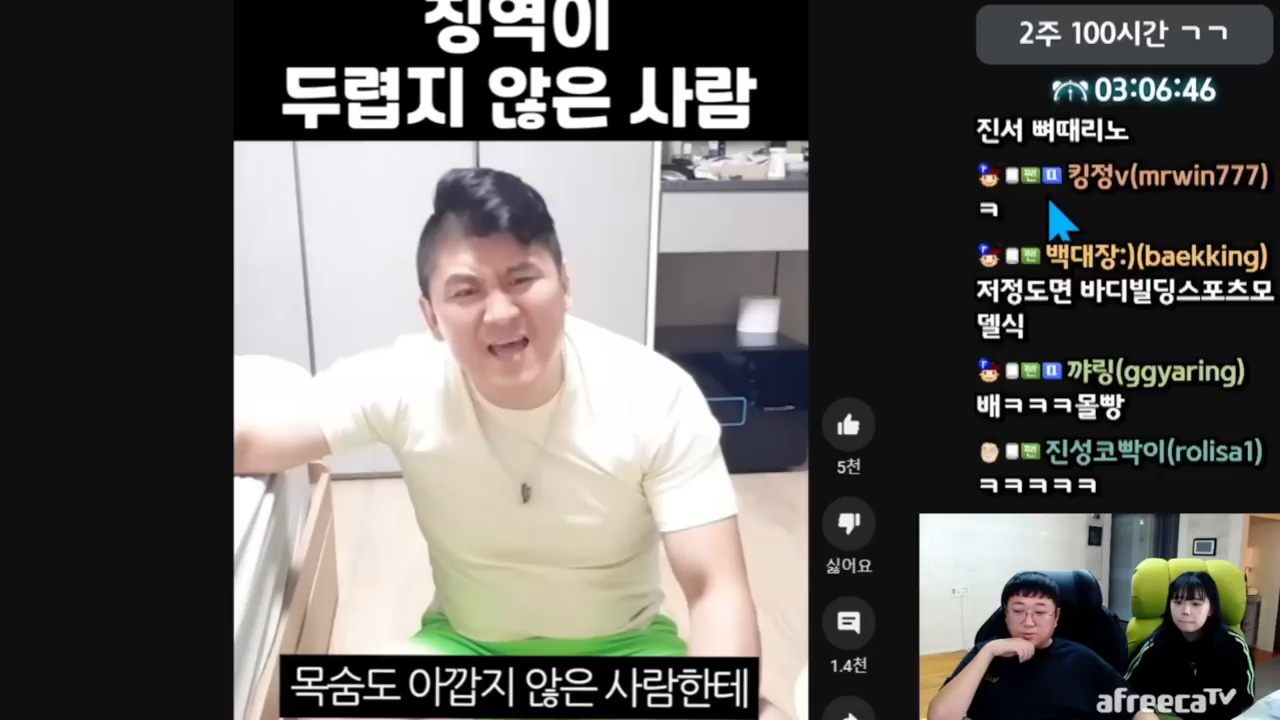 징역이
두렵지 않은 사람
목숨도 아깝지 않은 사람한테
5천
싫어요
1.4천
2주 100시간 ㄱㄱ
03:06:46
진서 뼈때리노
킹정v(mrwin777)
ㅋ
백대장:)(baekking)
저정도면 바디빌딩스포츠모
델식
꺄링(ggyaring)
배ㅋㅋㅋ몰빵
진성코빡이(rolisa1)
ㅋㅋㅋㅋㅋ
afreecaTV